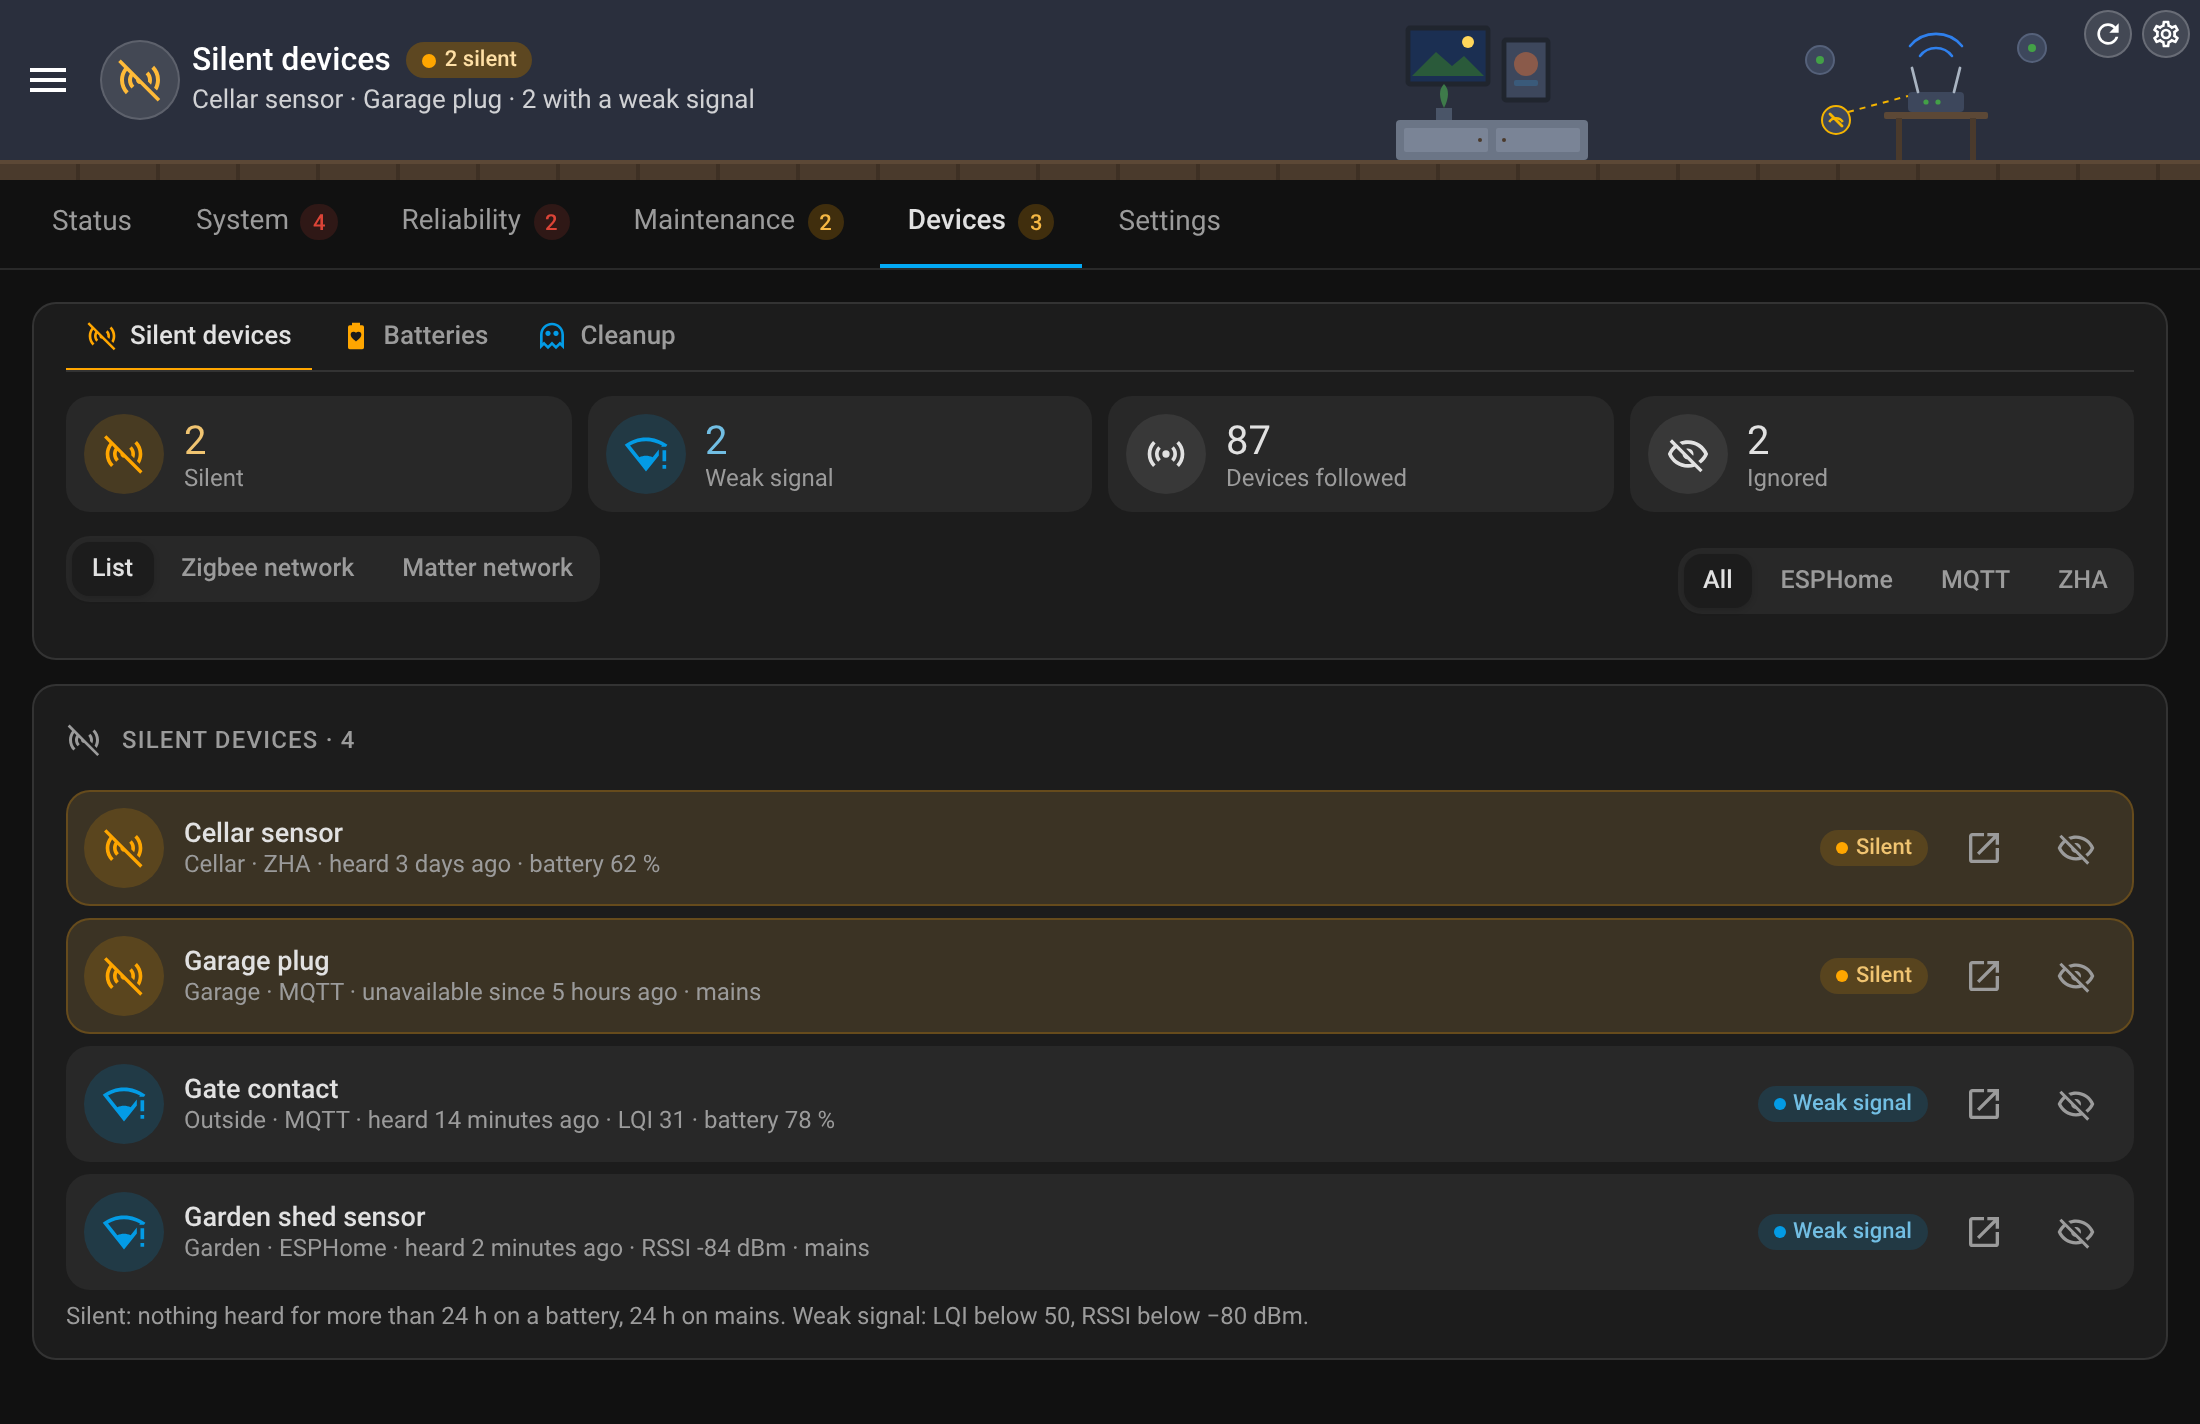 Silent devices
2 silent
Cellar sensor · Garage plug · 2 with a weak signal
Status
System 4
Reliability 2
Maintenance 2
Devices 3
Settings
Silent devices
Batteries
Cleanup
2
Silent
2
Weak signal
87
Devices followed
2
Ignored
List
Zigbee network
Matter network
All
ESPHome
MQTT
ZHA
SILENT DEVICES · 4
Cellar sensor
Cellar · ZHA · heard 3 days ago · battery 62 %
Silent
Garage plug
Garage · MQTT · unavailable since 5 hours ago · mains
Silent
Gate contact
Outside · MQTT · heard 14 minutes ago · LQI 31 · battery 78 %
Weak signal
Garden shed sensor
Garden · ESPHome · heard 2 minutes ago · RSSI -84 dBm · mains
Weak signal
Silent: nothing heard for more than 24 h on a battery, 24 h on mains. Weak signal: LQI below 50, RSSI below −80 dBm.